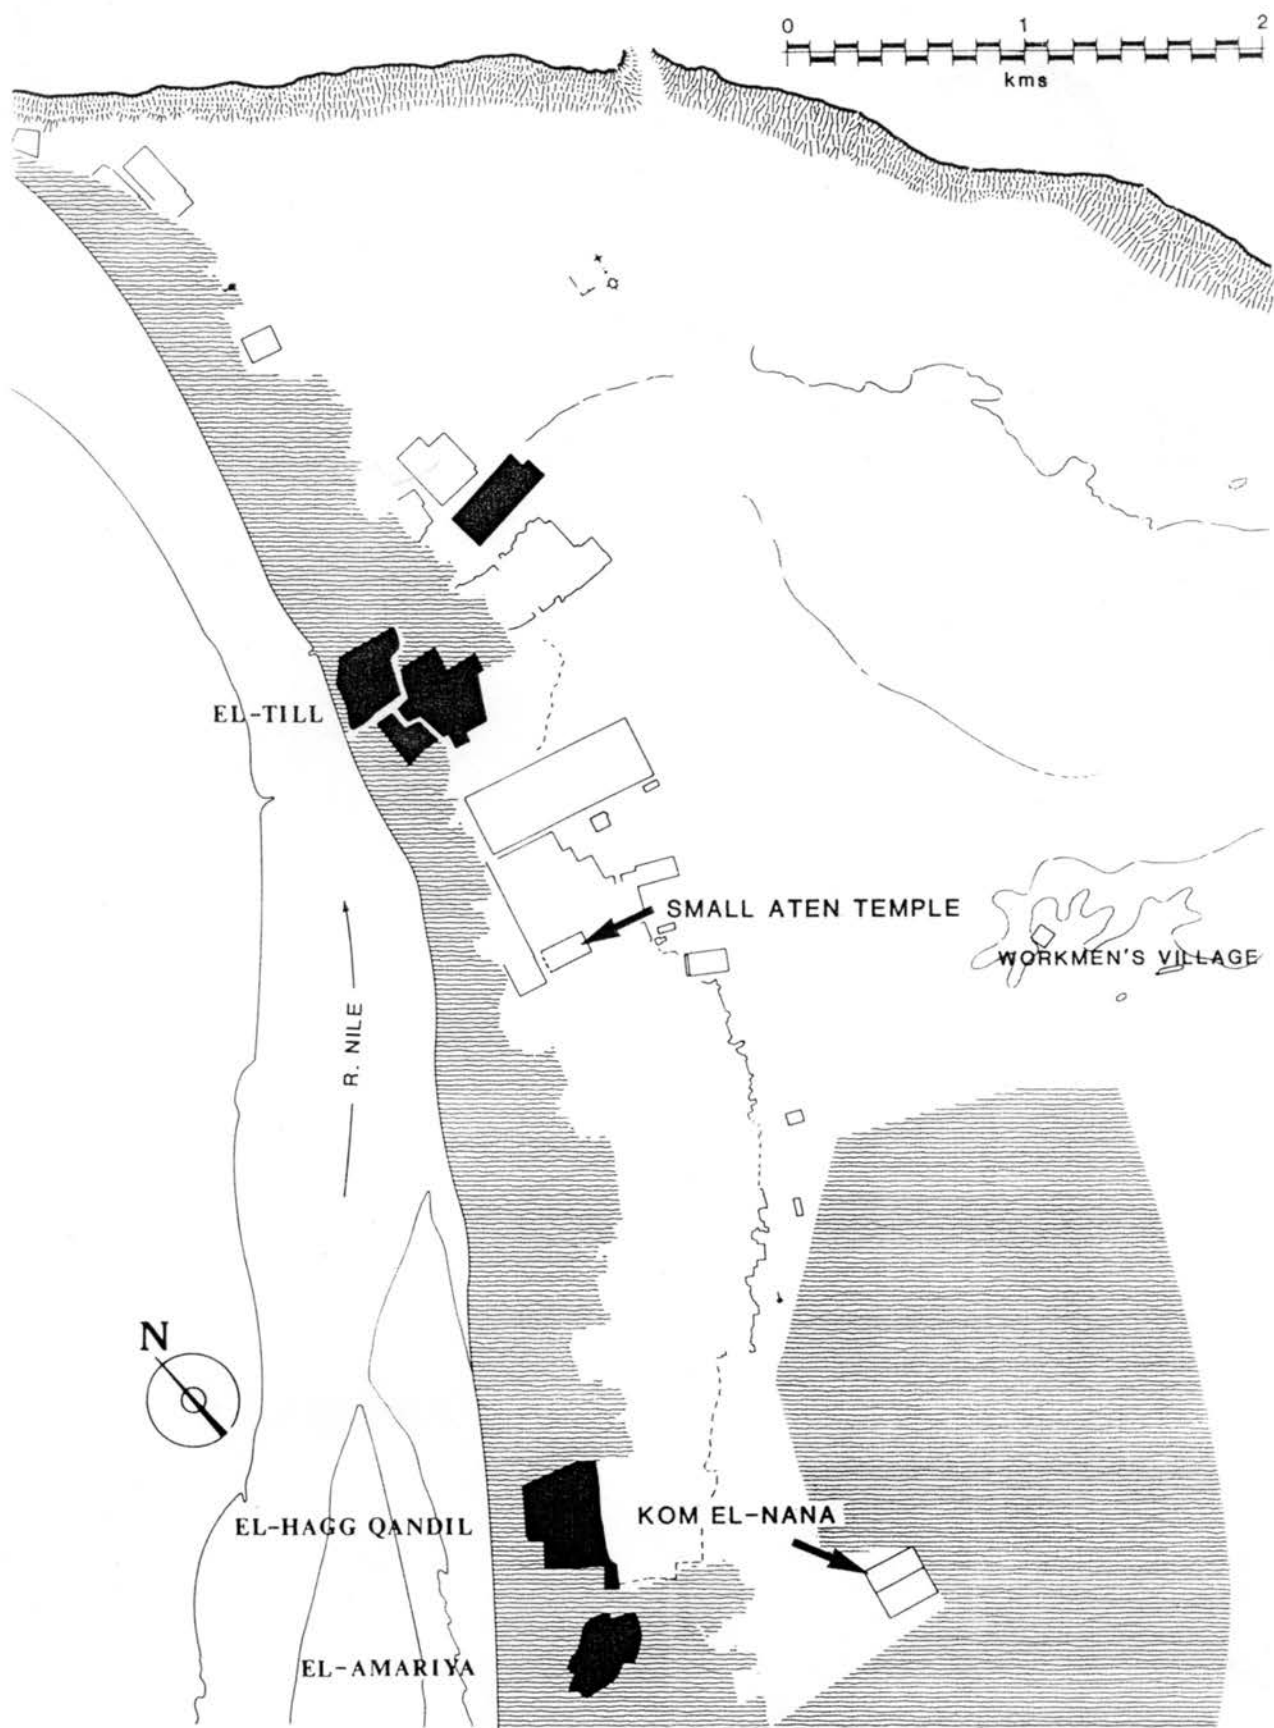 0 1 2
kms
EL-TILL
SMALL ATEN TEMPLE
WORKMEN'S VILLAGE
R. NILE
N
EL-HAGG QANDIL
KOM EL-NANA
EL-AMARIYA